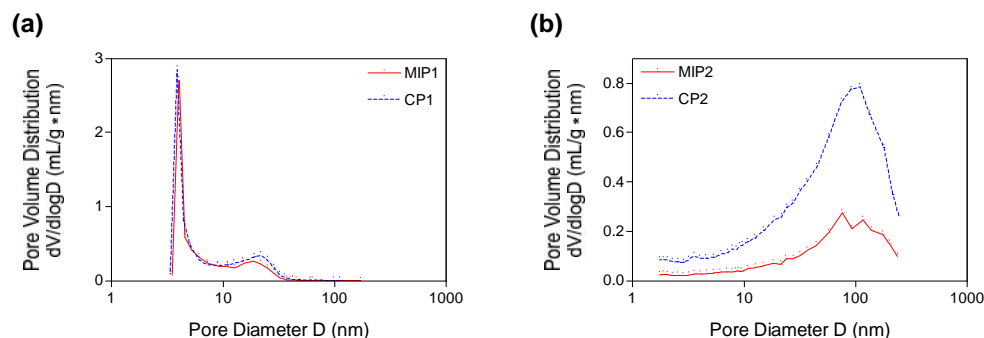 (a)
Pore Volume Distribution
dV/dlogD (mL/g*nm)
3
2
1
0
1
10
100
1000
MIP1
CP1
Pore Diameter D (nm)
(b)
Pore Volume Distribution
dV/dlogD (mL/g*nm)
0.8
0.6
0.4
0.2
0.0
1
10
100
1000
MIP2
CP2
Pore Diameter D (nm)